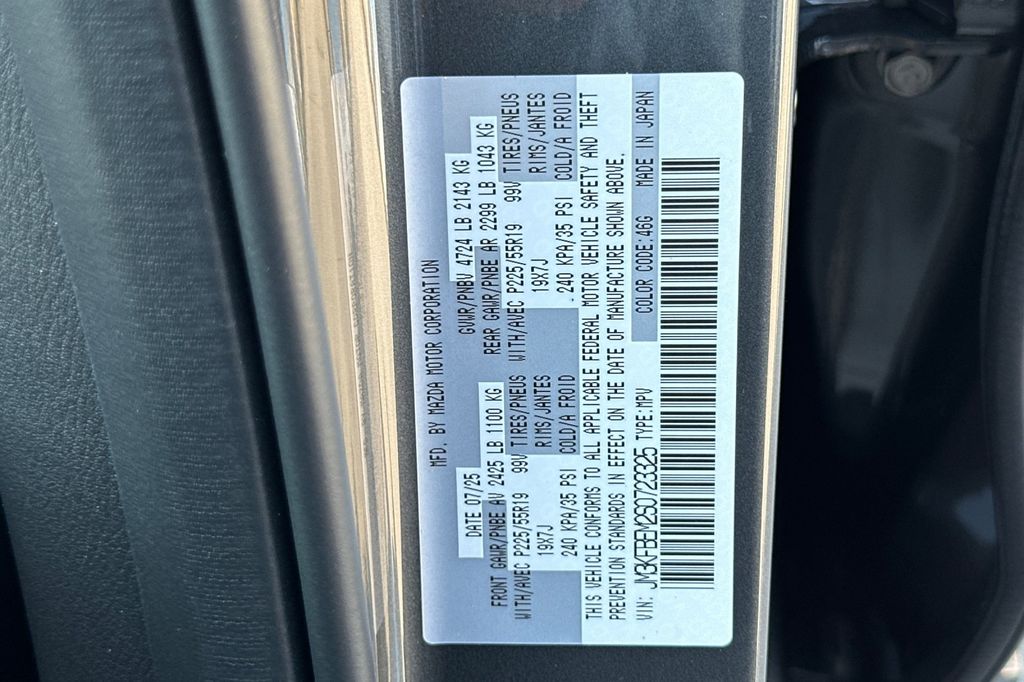 MFD. BY MAZDA MOTOR CORPORATION
DATE 07/25 GVWR/PNBV 4724 LB 2143 KG
FRONT GAWR/PNBE AV 2425 LB 1100 KG REAR GAWR/PNBE AR 2299 LB 1043 KG
WITH/AVEC P225/55R19 99V TIRES/PNEUS WITH/AVEC P225/55R19 99V TIRES/PNEUS
19X7J RIMS/JANTES 19X7J RIMS/JANTES
240 KPA/35 PSI COLD/A FROID 240 KPA/35 PSI COLD/A FROID
THIS VEHICLE CONFORMS TO ALL APPLICABLE FEDERAL MOTOR VEHICLE SAFETY AND THEFT
PREVENTION STANDARDS IN EFFECT ON THE DATE OF MANUFACTURE SHOWN ABOVE.
VIN: JM3KFBEM2S0723325 TYPE:MPV COLOR CODE:46G MADE IN JAPAN